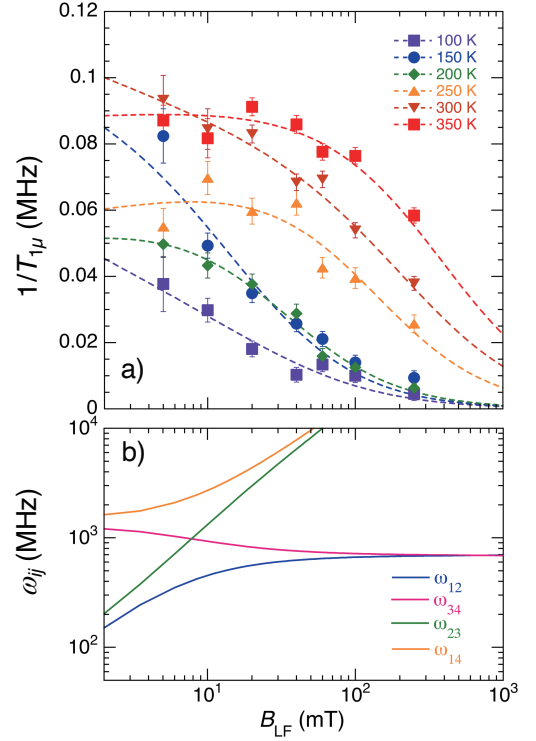 a)
1/T1μ (MHz)
0.12
0.1
0.08
0.06
0.04
0.02
0
100 K
150 K
200 K
250 K
300 K
350 K
b)
ωij (MHz)
10^4
10^3
10^2
ω12
ω34
ω23
ω14
10^1
10^2
10^3
BLF (mT)